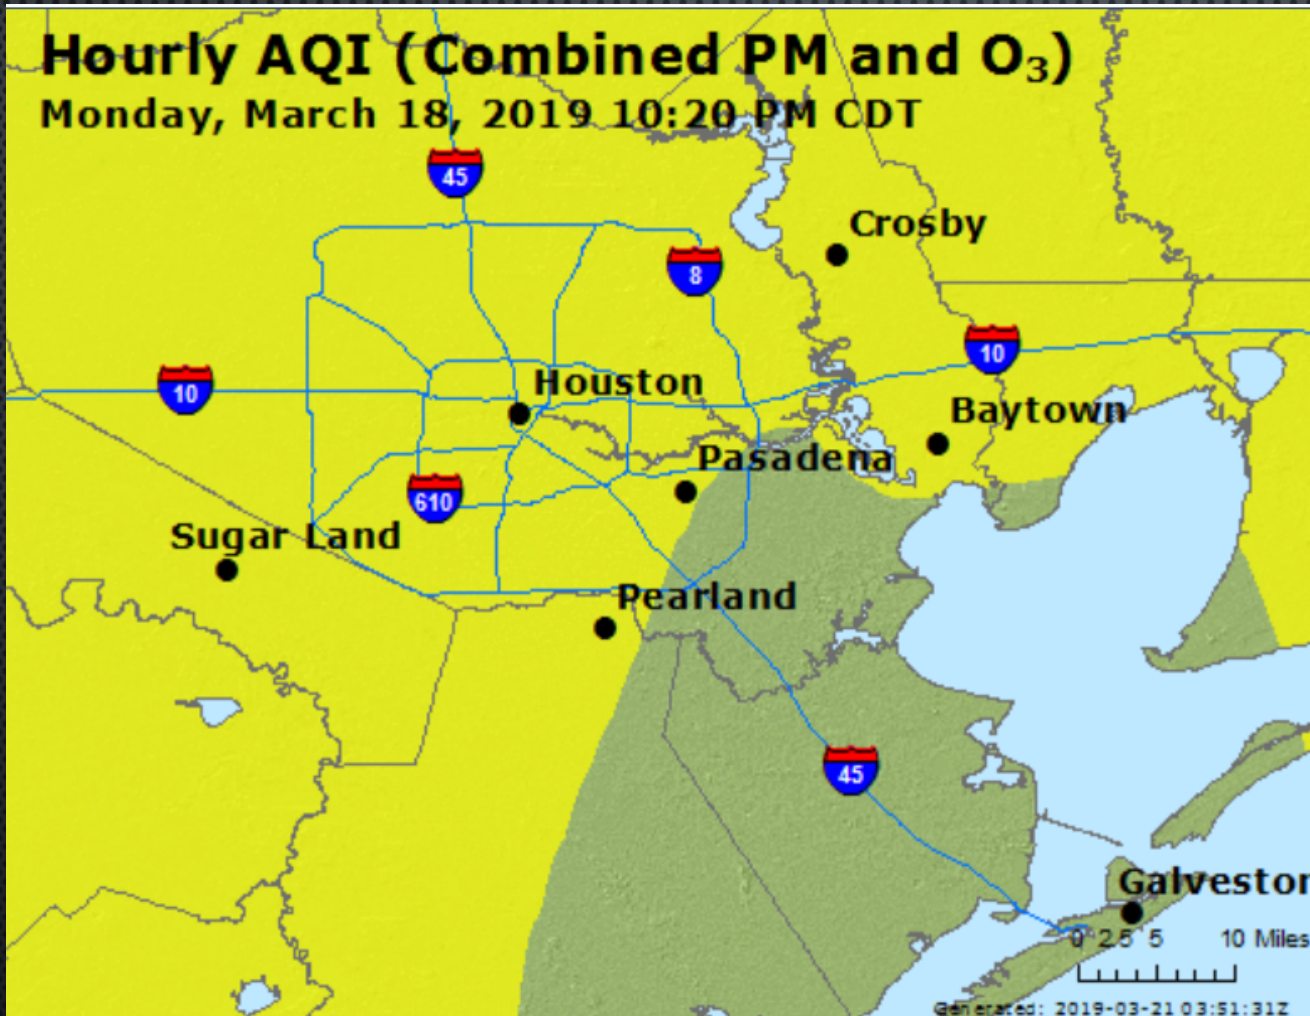 Hourly AQI (Combined PM and O₃)
Monday, March 18, 2019 10:20 PM CDT
45
Crosby
8
10
10
Houston
Baytown
Pasadena
610
Sugar Land
Pearland
45
Galveston
0 2.5 5 10 Miles
Generated: 2019-03-21 03:51:31Z